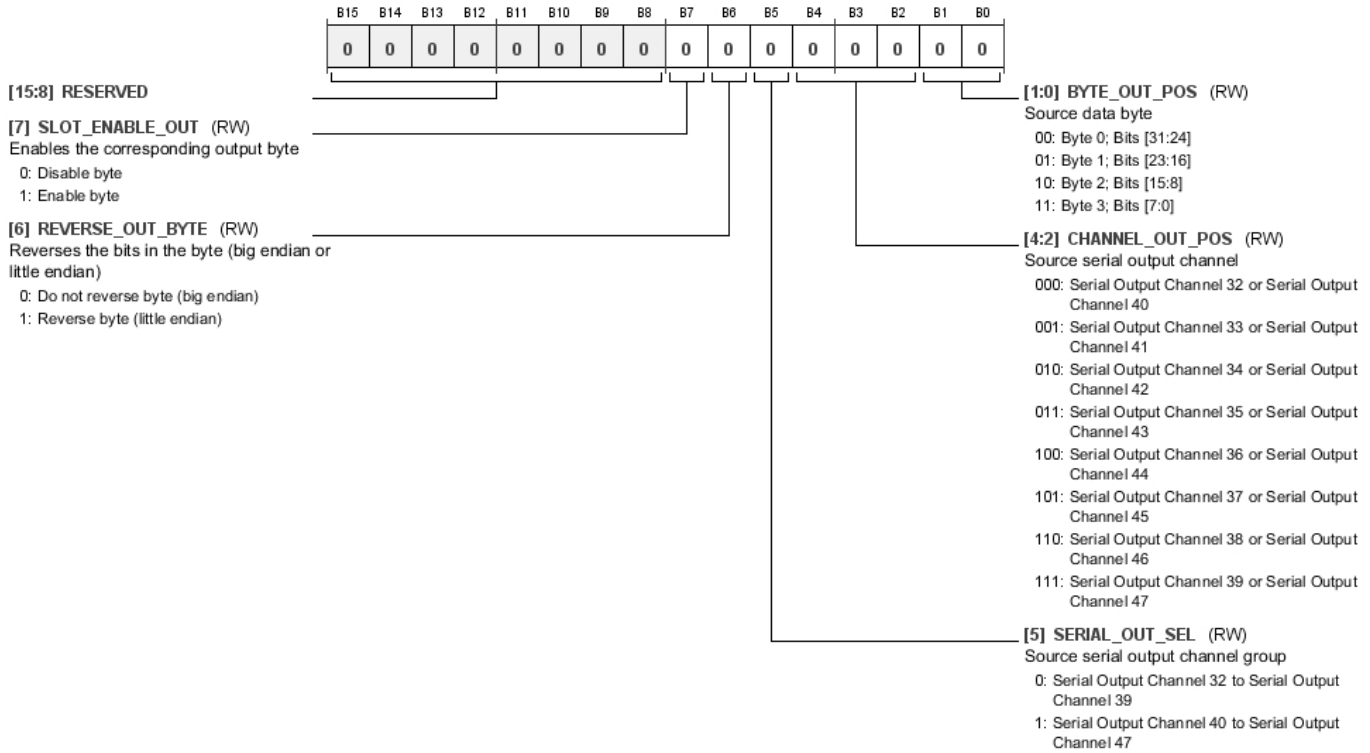 B15 B14 B13 B12 B11 B10 B9 B8 B7 B6 B5 B4 B3 B2 B1 B0
0 0 0 0 0 0 0 0 0 0 0 0 0 0 0 0
[15:8] RESERVED
[7] SLOT_ENABLE_OUT (RW)
Enables the corresponding output byte
0: Disable byte
1: Enable byte
[6] REVERSE_OUT_BYTE (RW)
Reverses the bits in the byte (big endian or
little endian)
0: Do not reverse byte (big endian)
1: Reverse byte (little endian)
[1:0] BYTE_OUT_POS (RW)
Source data byte
00: Byte 0; Bits [31:24]
01: Byte 1; Bits [23:16]
10: Byte 2; Bits [15:8]
11: Byte 3; Bits [7:0]
[4:2] CHANNEL_OUT_POS (RW)
Source serial output channel
000: Serial Output Channel 32 or Serial Output
Channel 40
001: Serial Output Channel 33 or Serial Output
Channel 41
010: Serial Output Channel 34 or Serial Output
Channel 42
011: Serial Output Channel 35 or Serial Output
Channel 43
100: Serial Output Channel 36 or Serial Output
Channel 44
101: Serial Output Channel 37 or Serial Output
Channel 45
110: Serial Output Channel 38 or Serial Output
Channel 46
111: Serial Output Channel 39 or Serial Output
Channel 47
[5] SERIAL_OUT_SEL (RW)
Source serial output channel group
0: Serial Output Channel 32 to Serial Output
Channel 39
1: Serial Output Channel 40 to Serial Output
Channel 47